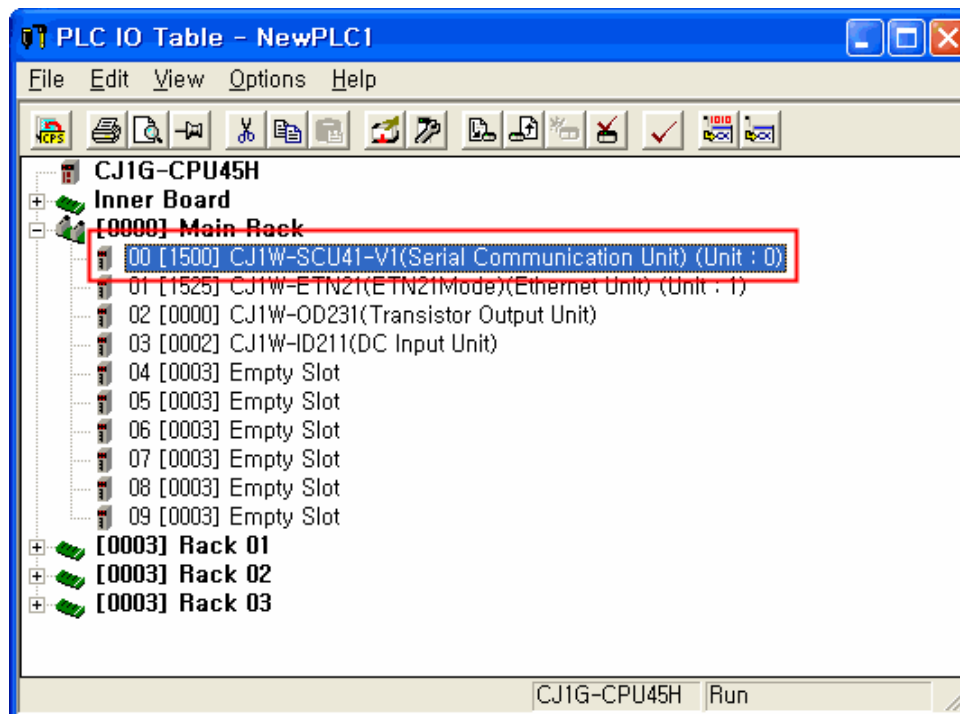 PLC IO Table - NewPLC1
File Edit View Options Help
CPS 1010
CJ1G-CPU45H
Inner Board
[0000] Main Rack
00 [1500] CJ1W-SCU41-V1(Serial Communication Unit) (Unit : 0)
01 [1525] CJ1W-ETN21(ETN21Mode)(Ethernet Unit) (Unit : 1)
02 [0000] CJ1W-OD231(Transistor Output Unit)
03 [0002] CJ1W-ID211(DC Input Unit)
04 [0003] Empty Slot
05 [0003] Empty Slot
06 [0003] Empty Slot
07 [0003] Empty Slot
08 [0003] Empty Slot
09 [0003] Empty Slot
[0003] Rack 01
[0003] Rack 02
[0003] Rack 03
CJ1G-CPU45H Run